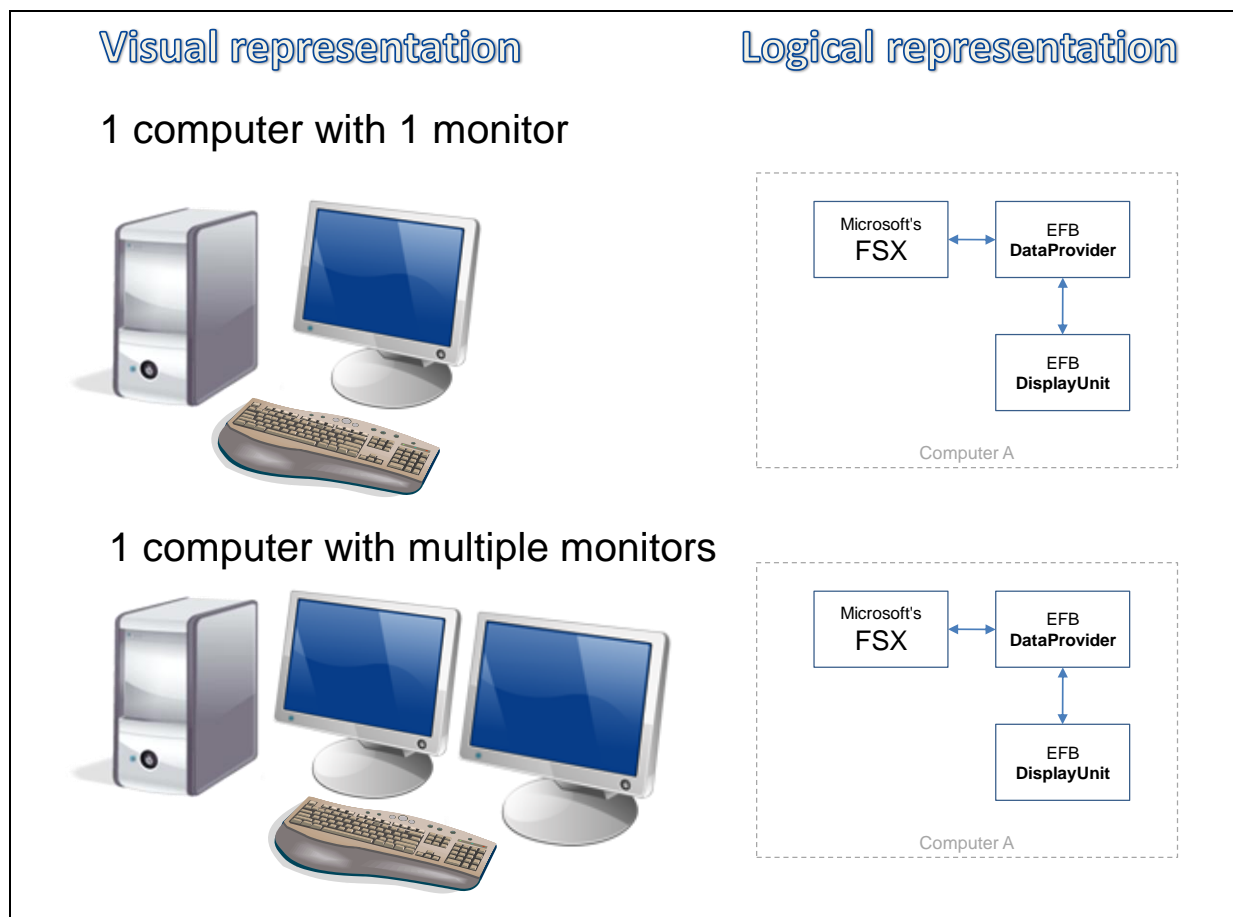 Visual representation
Logical representation
1 computer with 1 monitor
Microsoft's
FSX
EFB
DataProvider
EFB
DisplayUnit
Computer A
1 computer with multiple monitors
Microsoft's
FSX
EFB
DataProvider
EFB
DisplayUnit
Computer A